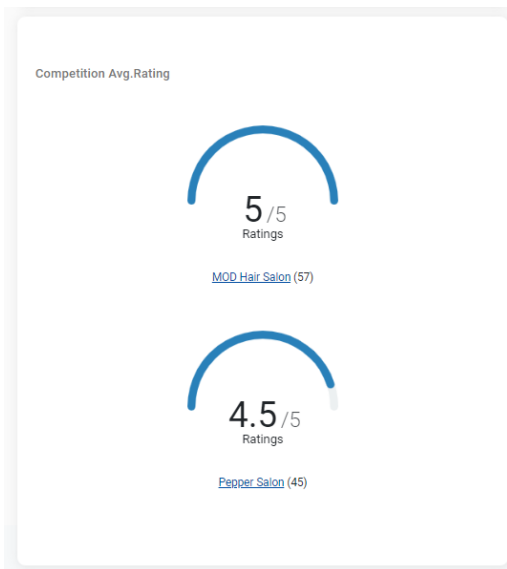 Competition Avg.Rating
5 /5
Ratings
MOD Hair Salon (57)
4.5 /5
Ratings
Pepper Salon (45)